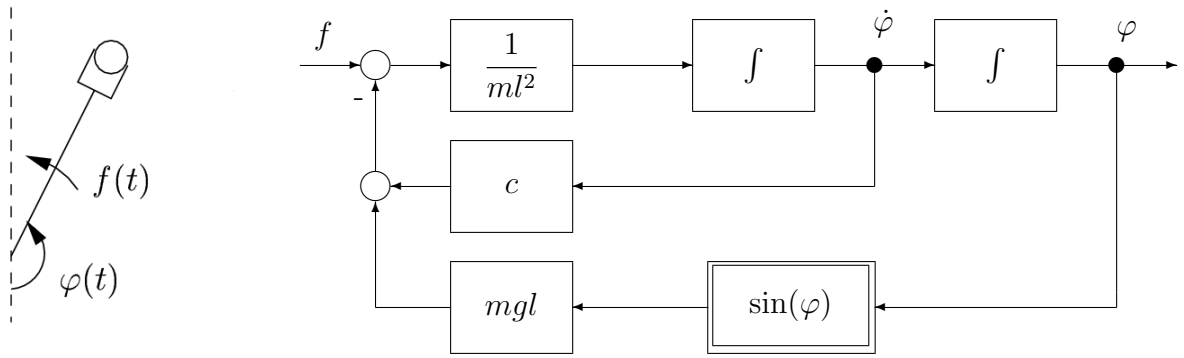 f(t)
φ(t)
f
-
1/(ml²)
∫
φ̇
∫
φ
c
mgl
sin(φ)